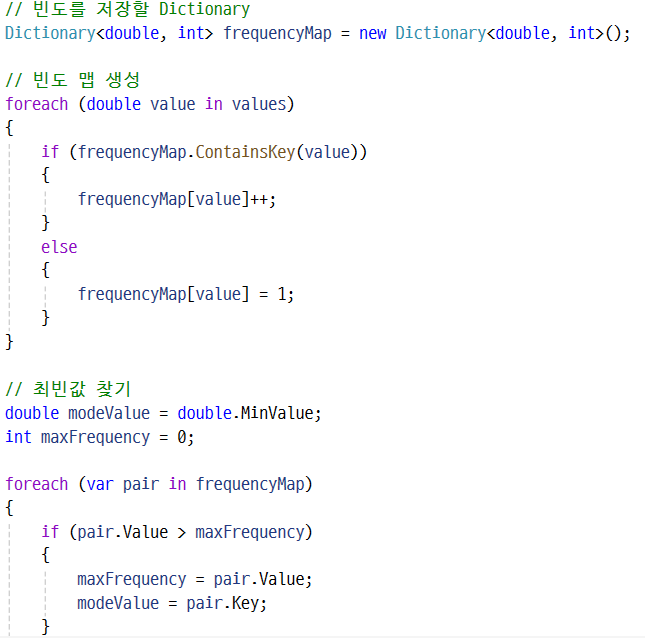 // 빈도를 저장할 Dictionary
Dictionary<double, int> frequencyMap = new Dictionary<double, int>();
// 빈도 맵 생성
foreach (double value in values)
{
if (frequencyMap.ContainsKey(value))
{
frequencyMap[value]++;
}
else
{
frequencyMap[value] = 1;
}
}
// 최빈값 찾기
double modeValue = double.MinValue;
int maxFrequency = 0;
foreach (var pair in frequencyMap)
{
if (pair.Value > maxFrequency)
{
maxFrequency = pair.Value;
modeValue = pair.Key;
}